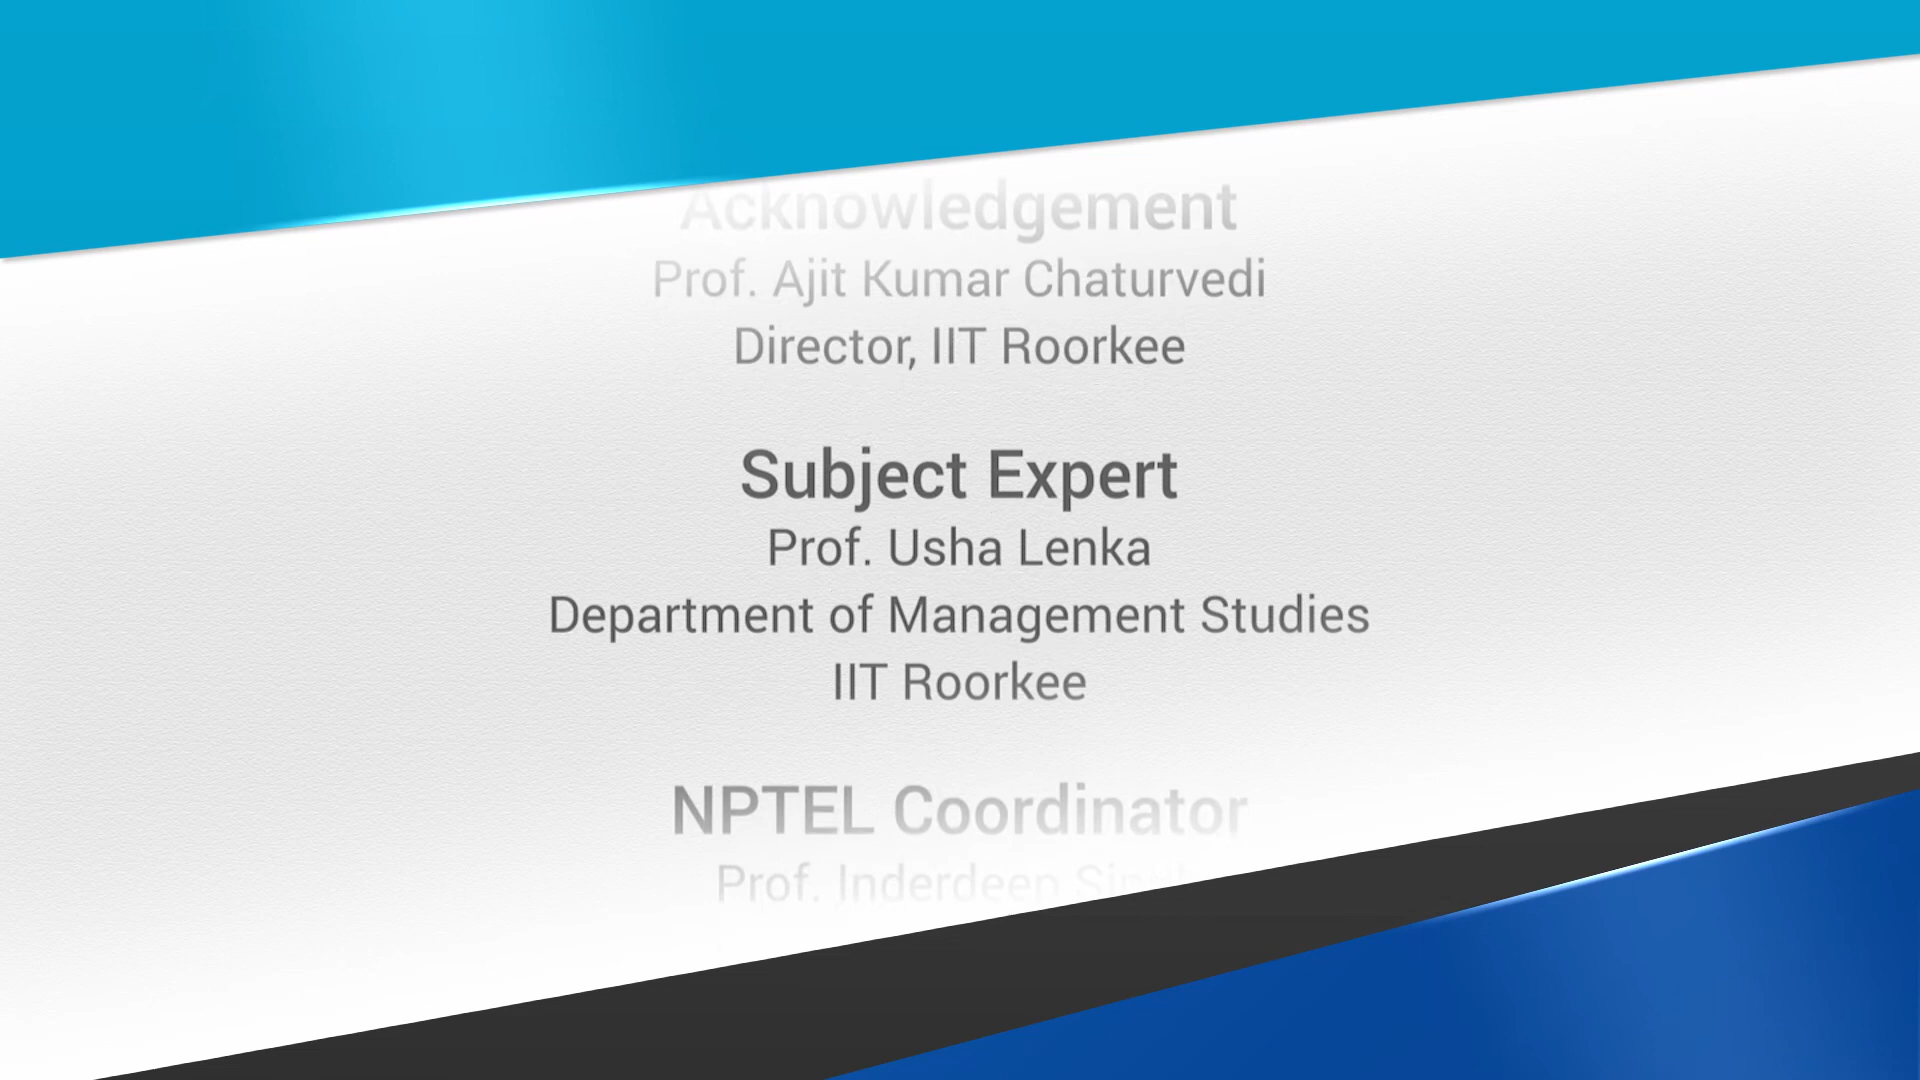 Acknowledgement
Prof. Ajit Kumar Chaturvedi
Director, IIT Roorkee
Subject Expert
Prof. Usha Lenka
Department of Management Studies
IIT Roorkee
NPTEL Coordinator
Prof. Inderdeep